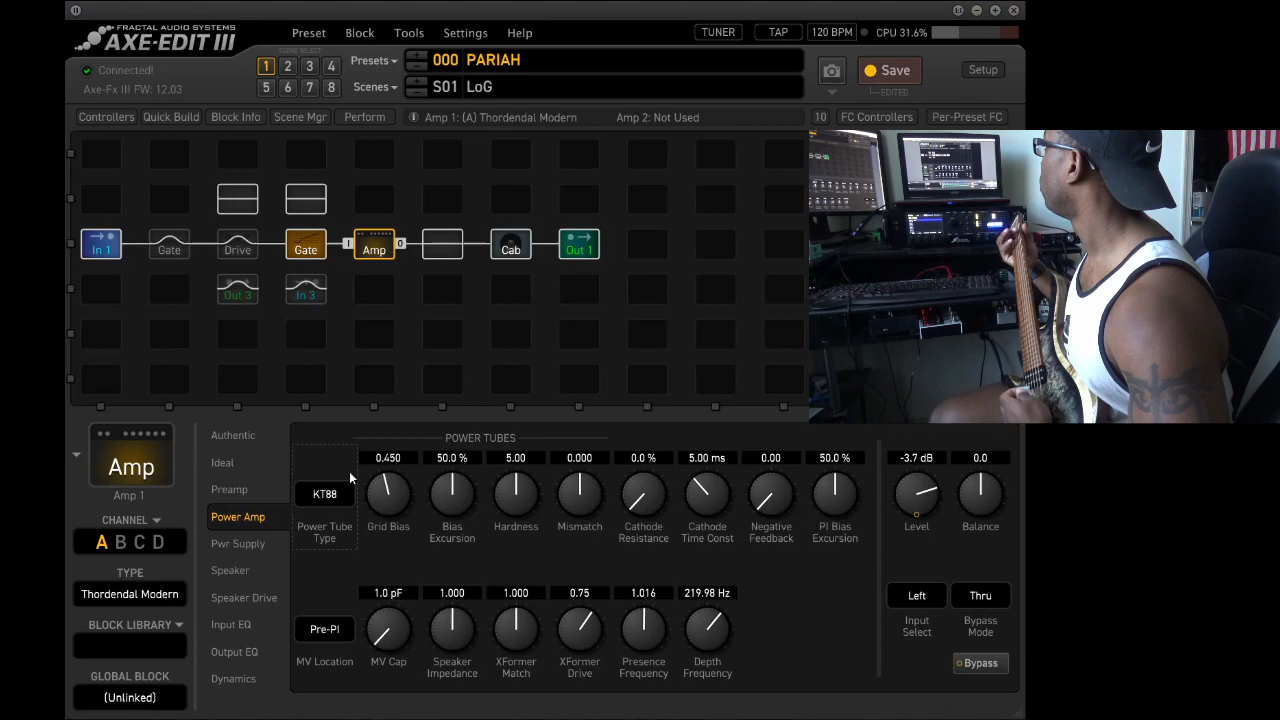 FRACTAL AUDIO SYSTEMS
AXE-EDIT III
Preset Block Tools Settings Help
TUNER TAP 120 BPM CPU 31.6%
Connected!
Axe-Fx III FW: 12.03
SCENE SELECT
1 2 3 4
5 6 7 8
Presets 000 PARIAH
Scenes S01 LoG
Save
EDITED
Setup
Controllers Quick Build Block Info Scene Mgr Perform
Amp 1: (A) Thordendal Modern Amp 2: Not Used
10 FC Controllers Per-Preset FC
In 1 Gate Drive Gate I Amp O Cab Out 1
Out 3 In 3
Amp
Amp 1
CHANNEL
A B C D
TYPE
Thordendal Modern
BLOCK LIBRARY
GLOBAL BLOCK
(Unlinked)
Authentic
Ideal
Preamp
Power Amp
Pwr Supply
Speaker
Speaker Drive
Input EQ
Output EQ
Dynamics
POWER TUBES
0.450 50.0 % 5.00 0.000 0.0 % 5.00 ms 0.00 50.0 %
KT88
Power Tube Type
Grid Bias
Bias Excursion
Hardness
Mismatch
Cathode Resistance
Cathode Time Const
Negative Feedback
PI Bias Excursion
1.0 pF 1.000 1.000 0.75 1.016 219.98 Hz
Pre-PI
MV Location
MV Cap
Speaker Impedance
XFormer Match
XFormer Drive
Presence Frequency
Depth Frequency
-3.7 dB 0.0
Level Balance
Left Thru
Input Select
Bypass Mode
Bypass